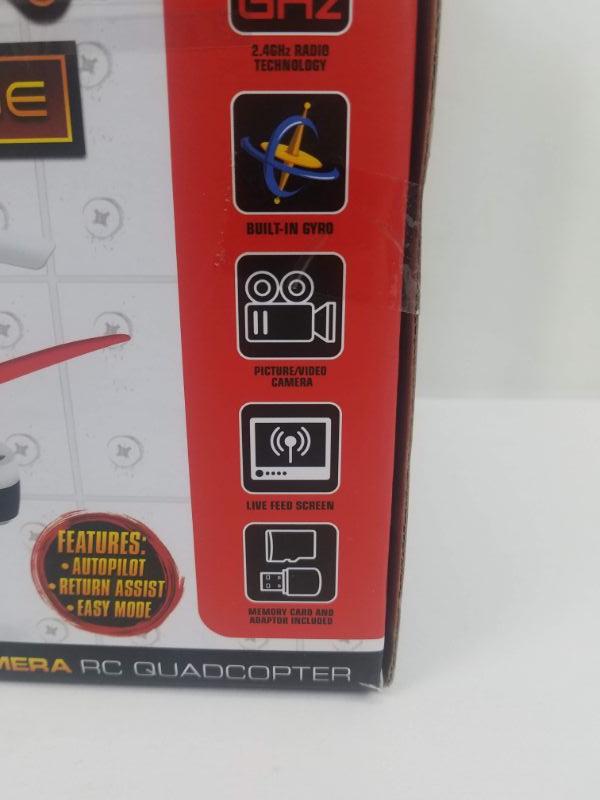 GHz
2.4GHz RADIO
TECHNOLOGY
BUILT-IN GYRO
PICTURE/VIDEO
CAMERA
LIVE FEED SCREEN
MEMORY CARD AND
ADAPTOR INCLUDED
FEATURES:
• AUTOPILOT
• RETURN ASSIST
• EASY MODE
RC QUADCOPTER